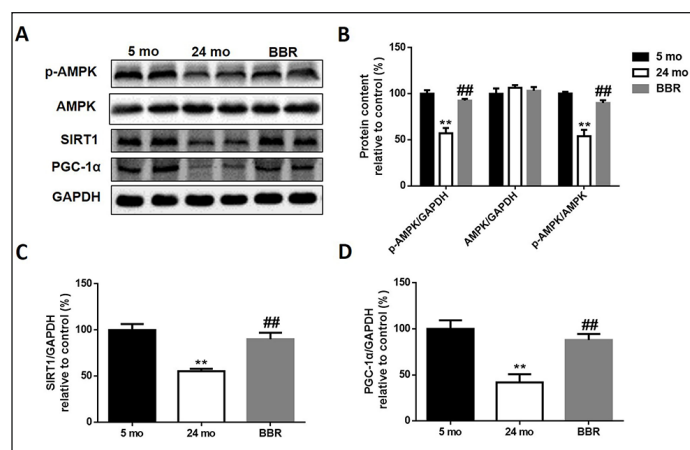 A
5 mo 24 mo BBR
p-AMPK
AMPK
SIRT1
PGC-1α
GAPDH
B
Protein content
relative to control (%)
150
100
50
0
** ## ** ##
p-AMPK/GAPDH
AMPK/GAPDH
p-AMPK/AMPK
5 mo
24 mo
BBR
C
SIRT1/GAPDH
relative to control (%)
150
100
50
0
** ##
5 mo 24 mo BBR
D
PGC-1α/GAPDH
relative to control (%)
150
100
50
0
** ##
5 mo 24 mo BBR